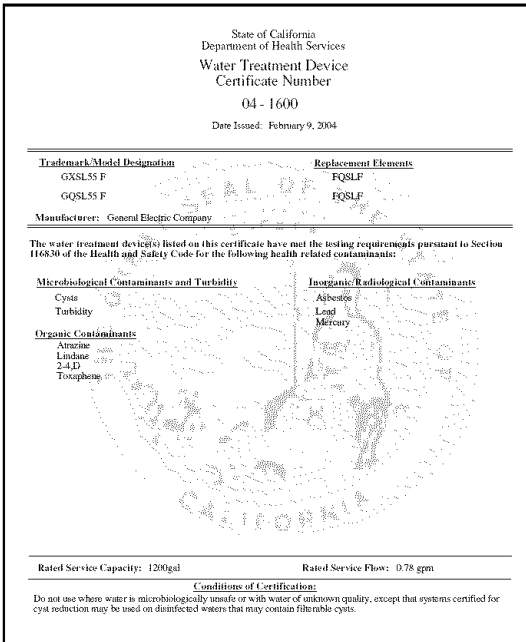 State of California
Department of Health Services
Water Treatment Device
Certificate Number
04 - 1600
Date Issued: February 9, 2004
Trademark/Model Designation Replacement Elements
GXSL55 F FQSLF
GQSL55 F FQSLF
Manufacturer: General Electric Company
The water treatment device(s) listed on this certificate have met the testing requirements pursuant to Section
116830 of the Health and Safety Code for the following health related contaminants:
Microbiological Contaminants and Turbidity Inorganic/Radiological Contaminants
Cysts Asbestos
Turbidity Lead
Mercury
Organic Contaminants
Atrazine
Lindane
2-4,D
Toxaphene
SEAL OF
CALIFORNIA
Rated Service Capacity: 1200gal Rated Service Flow: 0.78 gpm
Conditions of Certification:
Do not use where water is microbiologically unsafe or with water of unknown quality, except that systems certified for
cyst reduction may be used on disinfected waters that may contain filterable cysts.